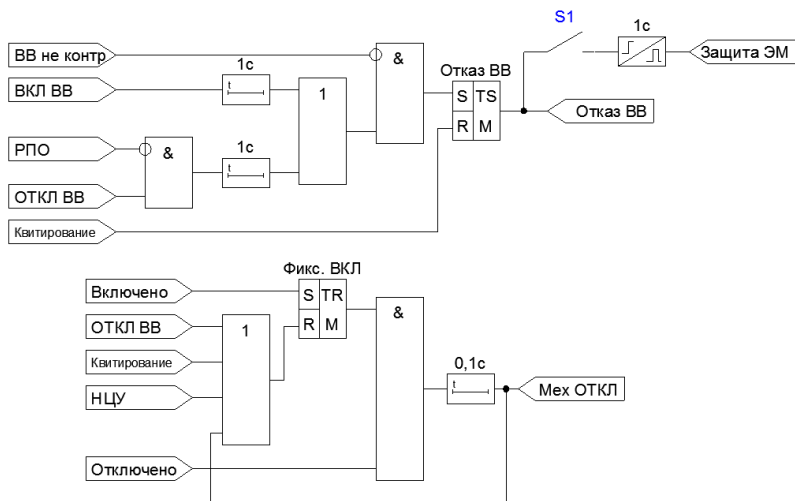 S1
1с
ВВ не контр
&
Защита ЭМ
1с
Отказ ВВ
ВКЛ ВВ
t
1
S TS
Отказ ВВ
R M
РПО
&
1с
t
ОТКЛ ВВ
Квитирование
Фикс. ВКЛ
Включено
S TR
&
ОТКЛ ВВ
1
R M
Квитирование
0,1с
НЦУ
t
Мех ОТКЛ
Отключено